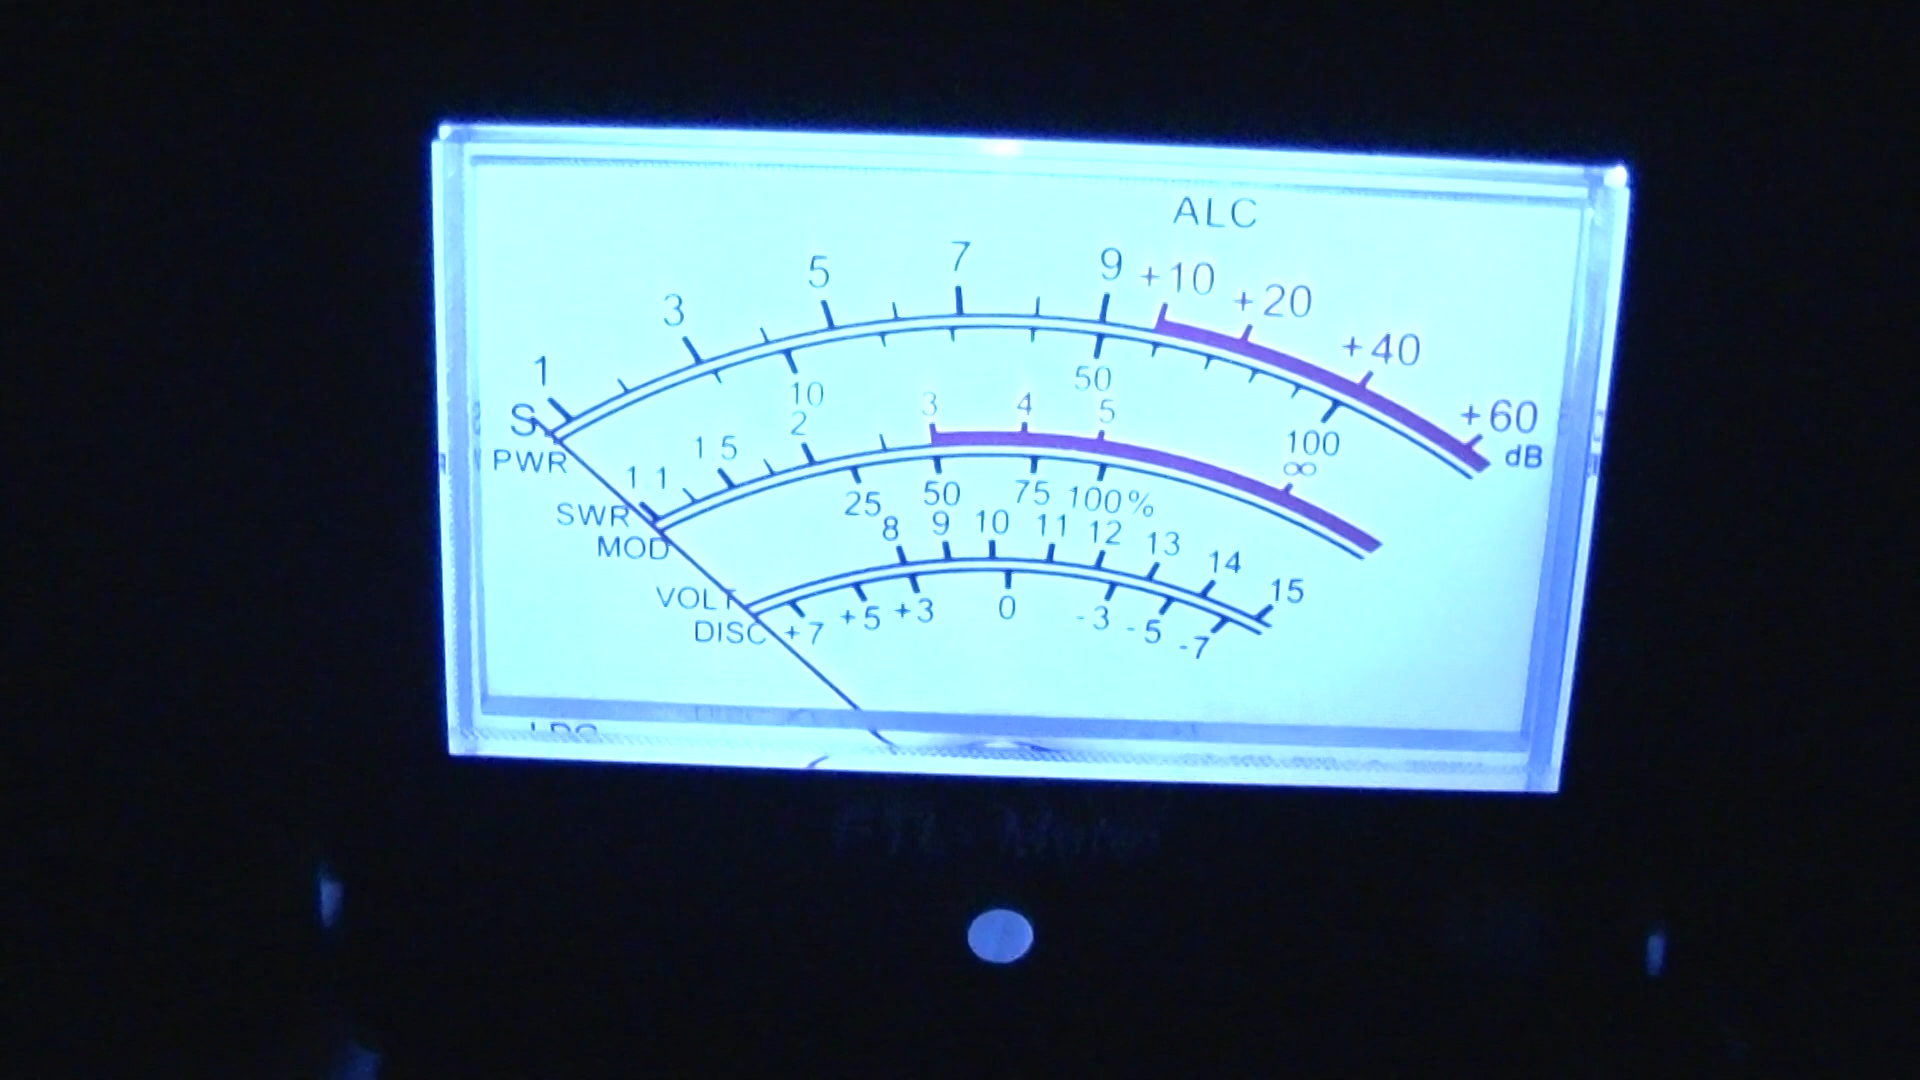 ALC
1 3 5 7 9 +10 +20 +40 +60 dB
S
PWR 10 50 100
SWR 1 1.1 1.5 2 3 4 5 ∞
MOD 25 50 75 100%
VOLT 8 9 10 11 12 13 14 15
DISC +7 +5 +3 0 -3 -5 -7